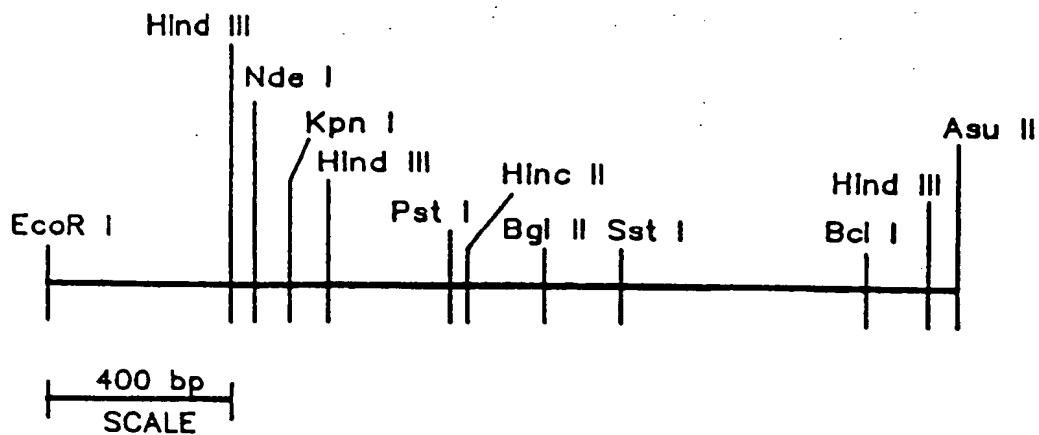 Hind III
Nde I
Kpn I
Asu II
Hind III
Hinc II
Hind III
Pst I
EcoR I
Bgl II
Sst I
Bcl I
400 bp
SCALE